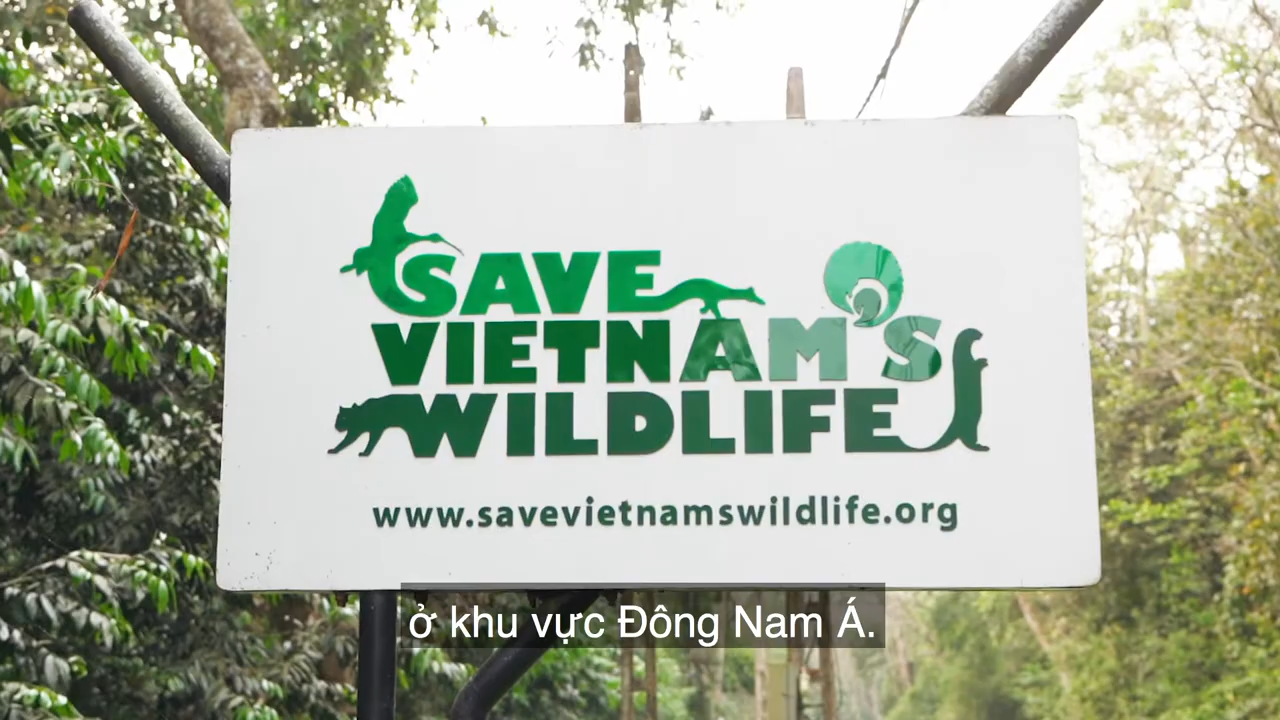 SAVE
VIETNAM'S
WILDLIFE
www.savevietnamswildlife.org
ở khu vực Đông Nam Á.